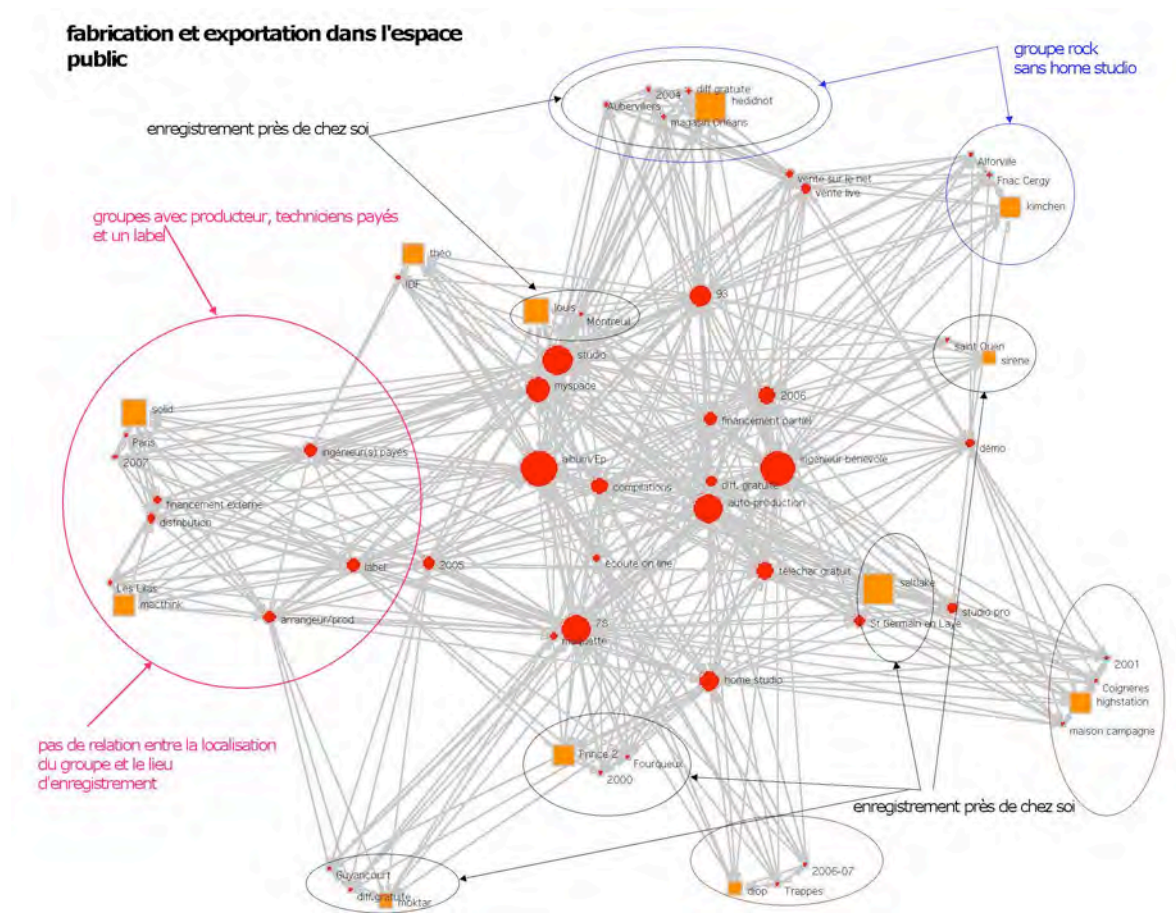 fabrication et exportation dans l'espace
public
groupe rock
sans home studio
2004
diff.gratuite
hedidnot
Aubervillers
magasin Orléans
enregistrement près de chez soi
Alforville
Fnac Cergy
kimchen
vente sur le net
vente live
groupes avec producteur, techniciens payés
et un label
théo
IDF
93
louis
Montreuil
saint Ouen
sirène
studio
myspace
2006
financement partiel
solid
Paris
2007
ingénieur(s) payés
démo
album/Ep
ingénieur bénévole
compilations
diff. gratuite
auto-production
financement externe
distribution
label
2005
écoute on line
téléchar gratuit
saltlake
Les Lilas
macthink
arrangeur/prod
studio pro
St Germain en Laye
78
maquette
2001
Coignères
highstation
maison campagne
home studio
pas de relation entre la localisation
du groupe et le lieu
d'enregistrement
Prince 2
Fourqueux
2000
enregistrement près de chez soi
Guyancourt
diff.gratuite
moktar
2006-07
diop
Trappes